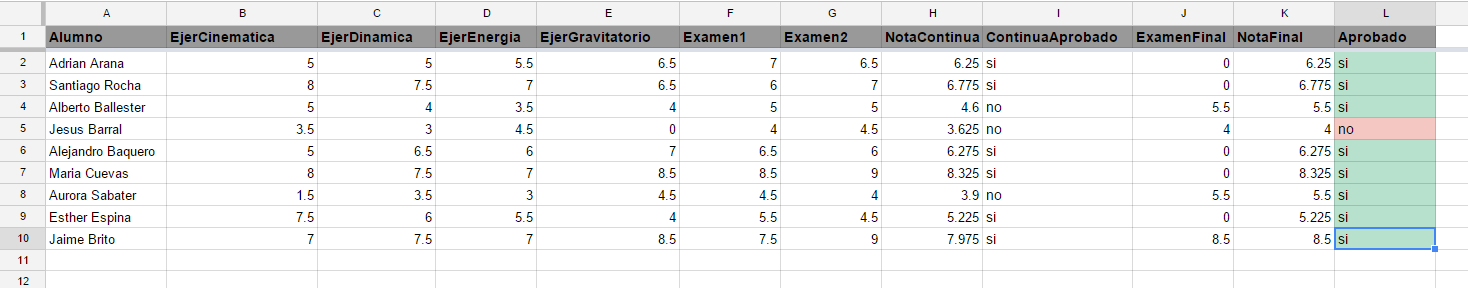 A B C D E F G H I J K L
1 Alumno EjerCinematica EjerDinamica EjerEnergia EjerGravitatorio Examen1 Examen2 NotaContinua ContinuaAprobado ExamenFinal NotaFinal Aprobado
2 Adrian Arana 5 5 5.5 6.5 7 6.5 6.25 si 0 6.25 si
3 Santiago Rocha 8 7.5 7 6.5 6 7 6.775 si 0 6.775 si
4 Alberto Ballester 5 4 3.5 4 5 5 4.6 no 5.5 5.5 si
5 Jesus Barral 3.5 3 4.5 0 4 4.5 3.625 no 4 4 no
6 Alejandro Baquero 5 6.5 6 7 6.5 6 6.275 si 0 6.275 si
7 Maria Cuevas 8 7.5 7 8.5 8.5 9 8.325 si 0 8.325 si
8 Aurora Sabater 1.5 3.5 3 4.5 4.5 4 3.9 no 5.5 5.5 si
9 Esther Espina 7.5 6 5.5 4 5.5 4.5 5.225 si 0 5.225 si
10 Jaime Brito 7 7.5 7 8.5 7.5 9 7.975 si 8.5 8.5 si
11
12